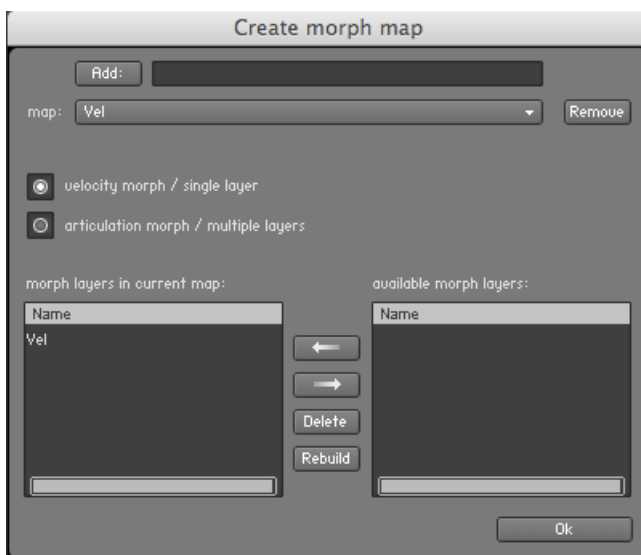 Create morph map
Add:
map: Vel Remove
velocity morph / single layer
articulation morph / multiple layers
morph layers in current map: available morph layers:
Name Name
Vel
Delete
Rebuild
Ok